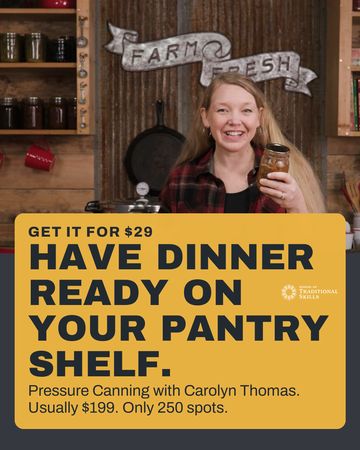 FARM
FRESH
GET IT FOR $29
HAVE DINNER
READY ON
YOUR PANTRY
SHELF.
SCHOOL OF
TRADITIONAL
SKILLS
Pressure Canning with Carolyn Thomas.
Usually $199. Only 250 spots.